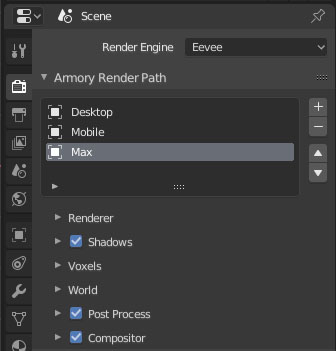 Scene
Render Engine Eevee
Armory Render Path
Desktop
Mobile
Max
Renderer
Shadows
Voxels
World
Post Process
Compositor